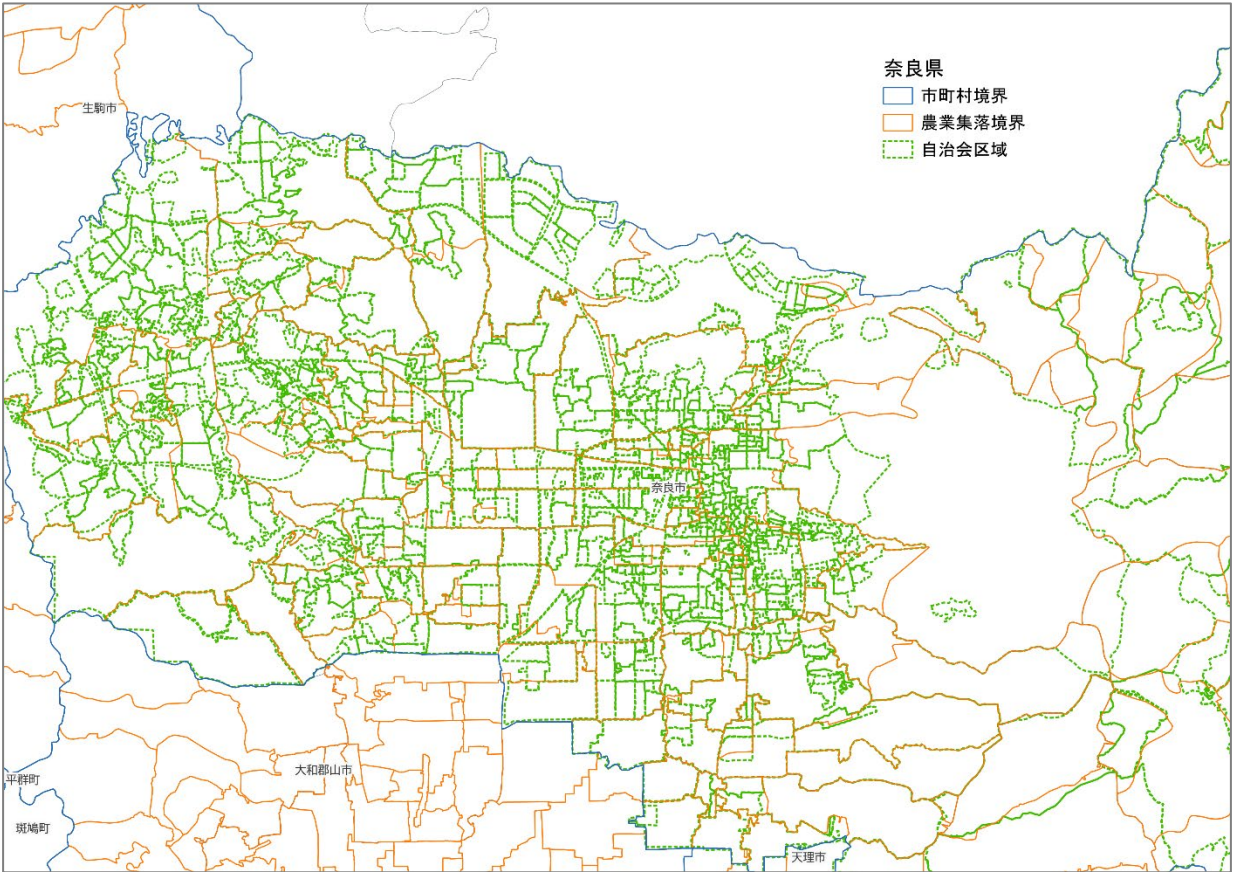 奈良県
市町村境界
農業集落境界
自治会区域
生駒市
奈良市
大和郡山市
平群町
斑鳩町
天理市